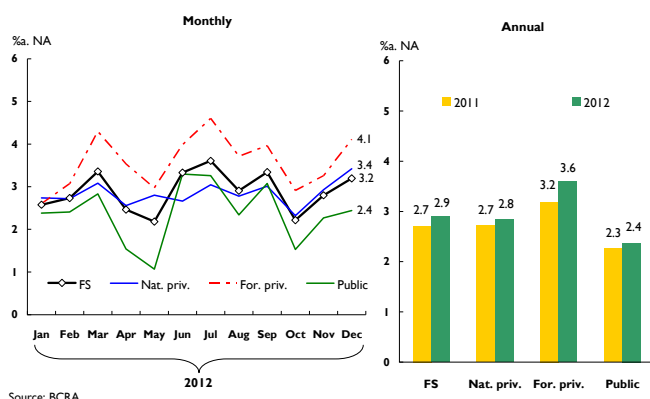 Monthly
%a. NA
6
5
4
3
2
1
0
4.1
3.4
3.2
2.4
FS Nat. priv. For. priv. Public
Jan Feb Mar Apr May Jun Jul Aug Sep Oct Nov Dec
2012
Source: BCRA
Annual
%a. NA
6
5
4
3
2
1
0
2011 2012
2.7 2.9 2.7 2.8 3.2 3.6 2.3 2.4
FS Nat. priv. For. priv. Public